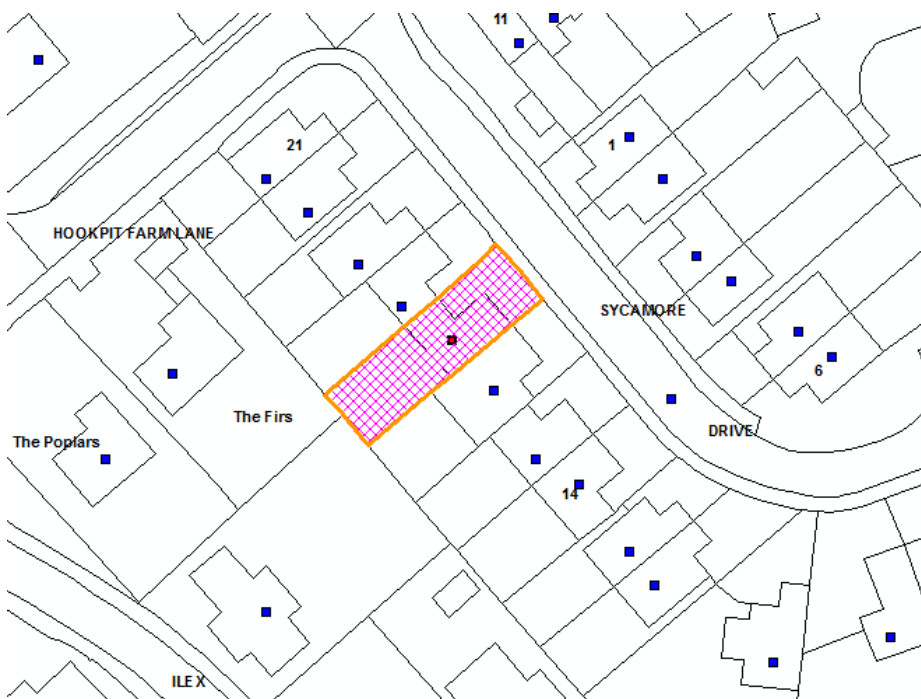 11
21
1
HOOKPIT FARM LANE
SYCAMORE
6
The Firs
DRIVE
The Poplars
14
ILEX